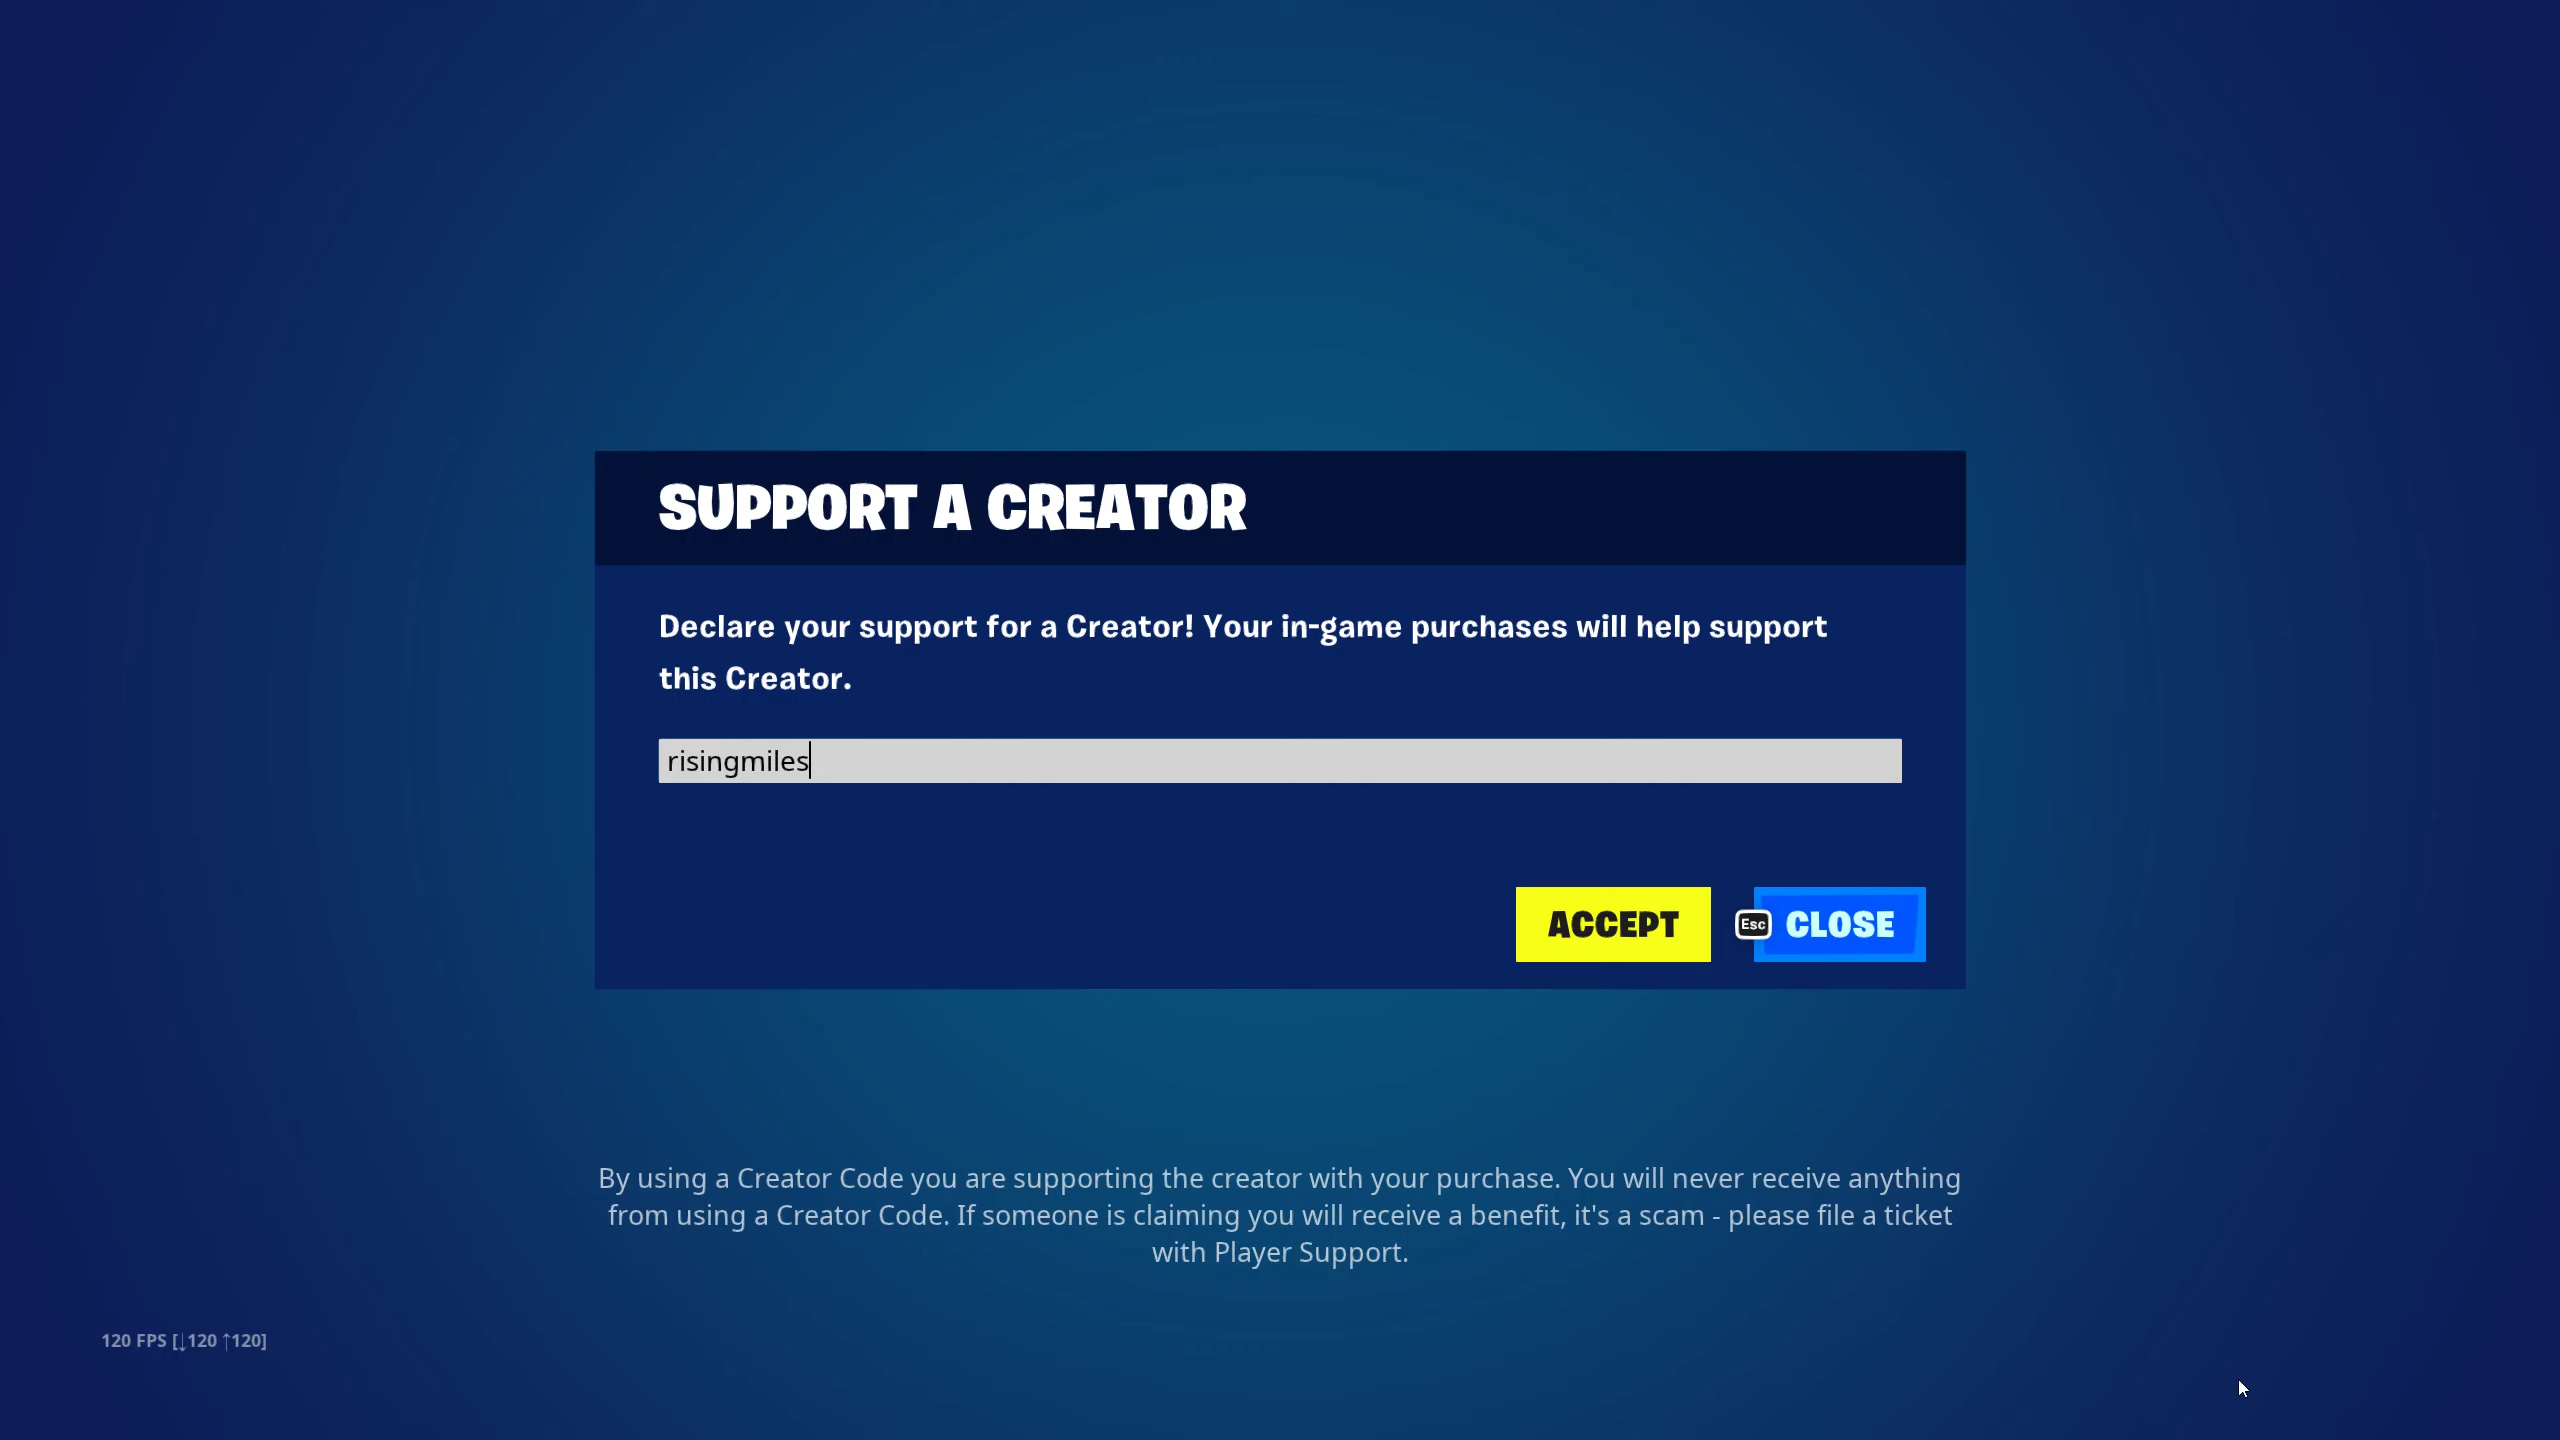 SUPPORT A CREATOR
Declare your support for a Creator! Your in-game purchases will help support
this Creator.
risingmiles
ACCEPT
Esc CLOSE
By using a Creator Code you are supporting the creator with your purchase. You will never receive anything
from using a Creator Code. If someone is claiming you will receive a benefit, it's a scam - please file a ticket
with Player Support.
120 FPS [↓120 ↑120]